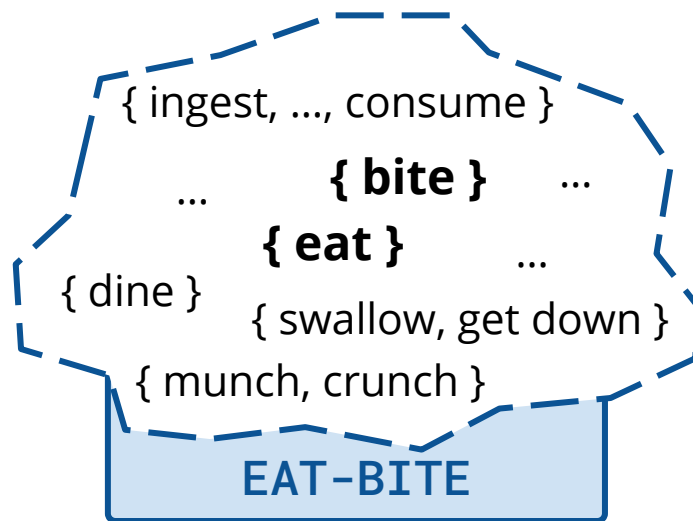 { ingest, ..., consume }
... { bite } ...
{ eat } ...
{ dine }
{ swallow, get down }
{ munch, crunch }
EAT-BITE